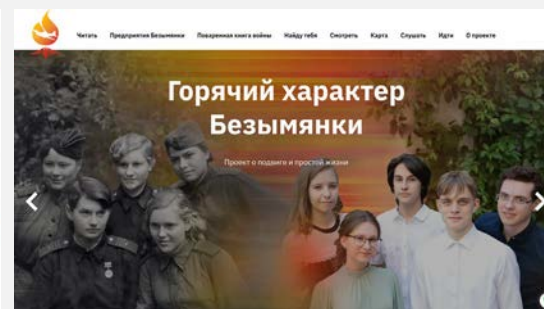 Читать Предприятия Безымянки Поваренная книга войны Найду тебя Смотреть Карта Слушать Идти О проекте
Горячий характер
Безымянки
Проект о подвиге и простой жизни